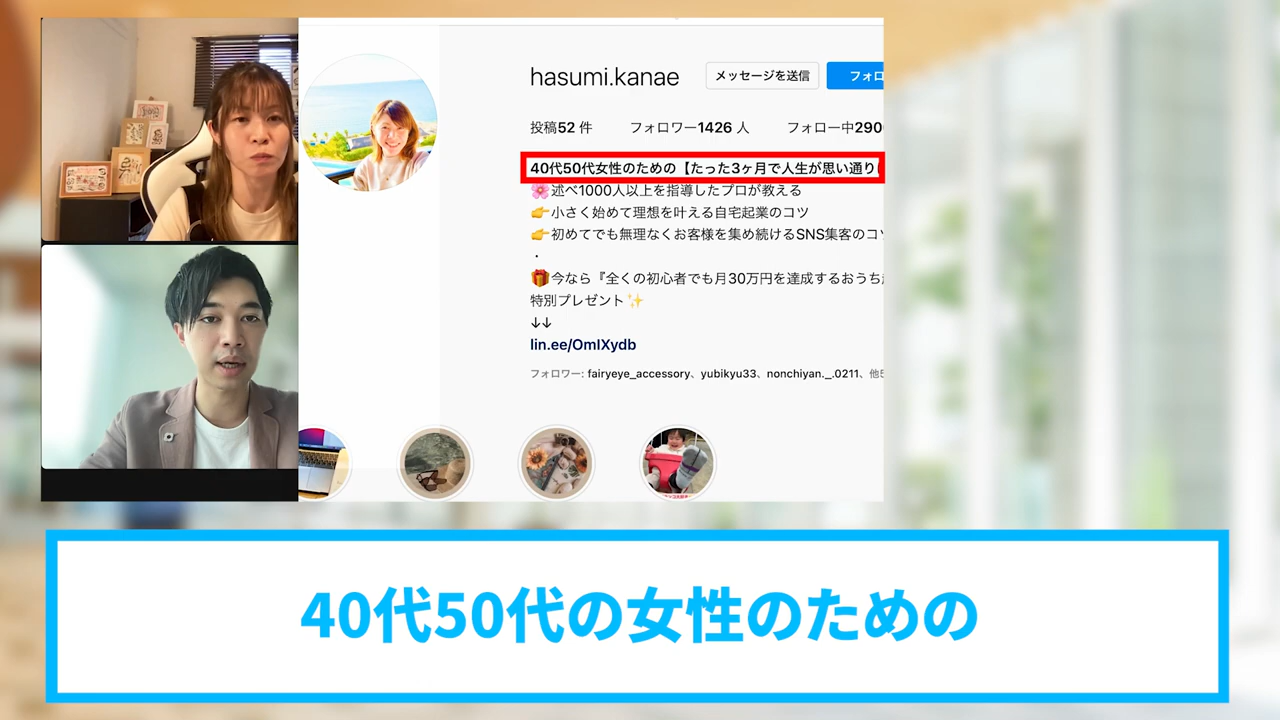 hasumi.kanae
メッセージを送信
フォロ
投稿52 件
フォロワー1426 人
フォロー中290
40代50代女性のための【たった3ヶ月で人生が思い通り
🌸述べ1000人以上を指導したプロが教える
👉小さく始めて理想を叶える自宅起業のコツ
👉初めてでも無理なくお客様を集め続けるSNS集客のコ
.
🎁今なら『全くの初心者でも月30万円を達成するおうち
特別プレゼント✨
↓↓
lin.ee/OmIXydb
フォロワー: fairyeye_accessory、yubikyu33、nonchiyan._.0211、他
40代50代の女性のための